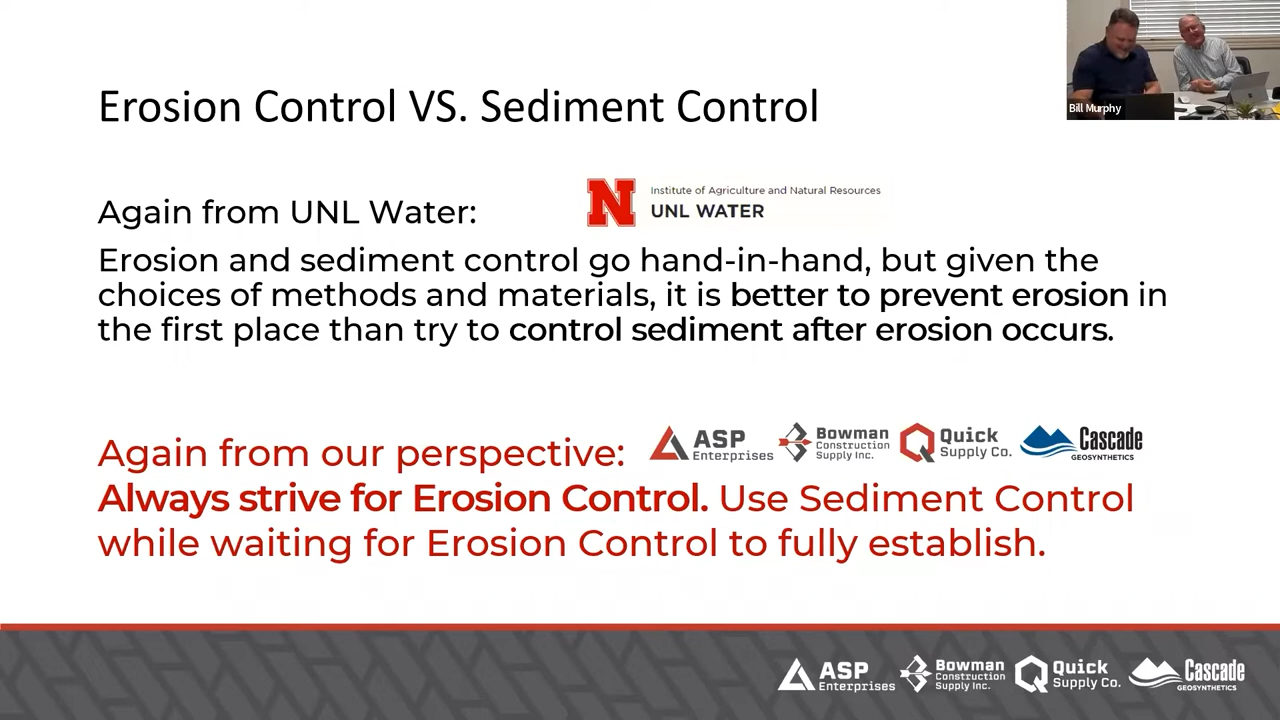 Erosion Control VS. Sediment Control
Bill Murphy
Again from UNL Water:
N
Institute of Agriculture and Natural Resources
UNL WATER
Erosion and sediment control go hand-in-hand, but given the
choices of methods and materials, it is better to prevent erosion in
the first place than try to control sediment after erosion occurs.
Again from our perspective:
ASP
Enterprises
Bowman
Construction
Supply Inc.
Quick
Supply Co.
Cascade
GEOSYNTHETICS
Always strive for Erosion Control. Use Sediment Control
while waiting for Erosion Control to fully establish.
ASP
Enterprises
Bowman
Construction
Supply Inc.
Quick
Supply Co.
Cascade
GEOSYNTHETICS